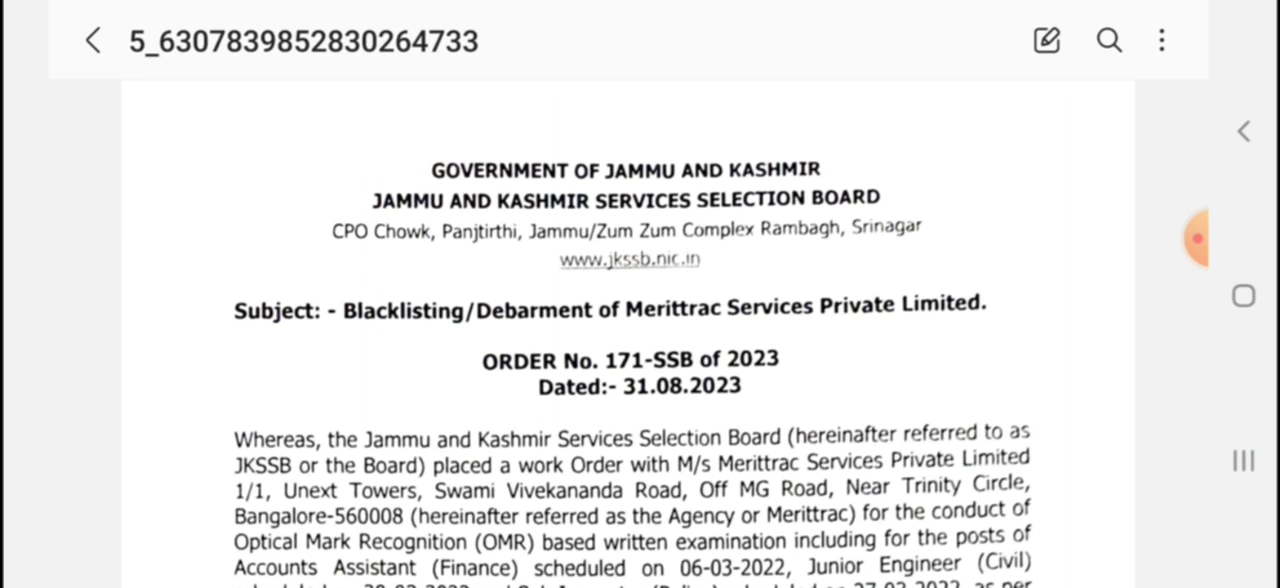 5_6307839852830264733
GOVERNMENT OF JAMMU AND KASHMIR
JAMMU AND KASHMIR SERVICES SELECTION BOARD
CPO Chowk, Panjtirthi, Jammu/Zum Zum Complex Rambagh, Srinagar
www.jkssb.nic.in
Subject: - Blacklisting/Debarment of Merittrac Services Private Limited.
ORDER No. 171-SSB of 2023
Dated:- 31.08.2023
Whereas, the Jammu and Kashmir Services Selection Board (hereinafter referred to as
JKSSB or the Board) placed a work Order with M/s Merittrac Services Private Limited
1/1, Unext Towers, Swami Vivekananda Road, Off MG Road, Near Trinity Circle,
Bangalore-560008 (hereinafter referred as the Agency or Merittrac) for the conduct of
Optical Mark Recognition (OMR) based written examination including for the posts of
Accounts Assistant (Finance) scheduled on 06-03-2022, Junior Engineer (Civil)